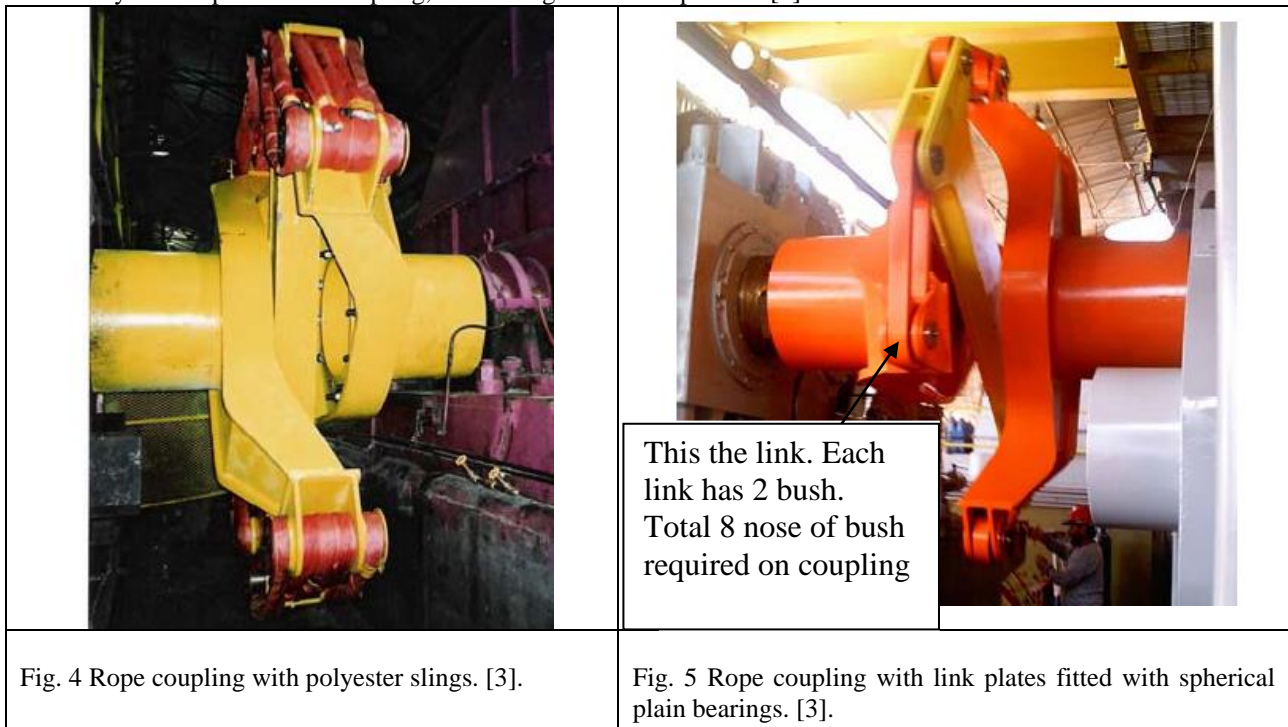 coupling,
This the link. Each
link has 2 bush.
Total 8 nose of bush
required on coupling
Fig. 4 Rope coupling with polyester slings. [3].
Fig. 5 Rope coupling with link plates fitted with spherical
plain bearings. [3].